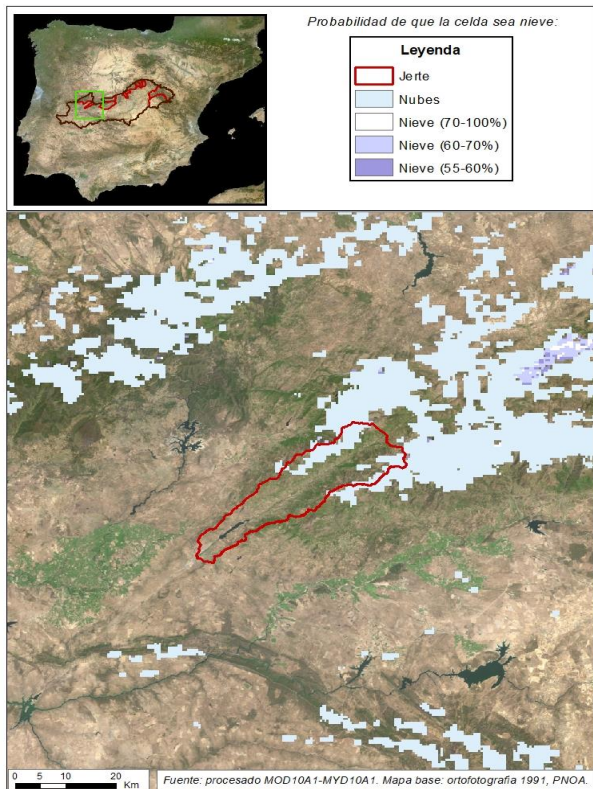 Probabilidad de que la celda sea nieve:
Leyenda
Jerte
Nubes
Nieve (70-100%)
Nieve (60-70%)
Nieve (55-60%)
0 5 10 20
Km
Fuente: procesado MOD10A1-MYD10A1. Mapa base: ortofotografia 1991, PNOA.